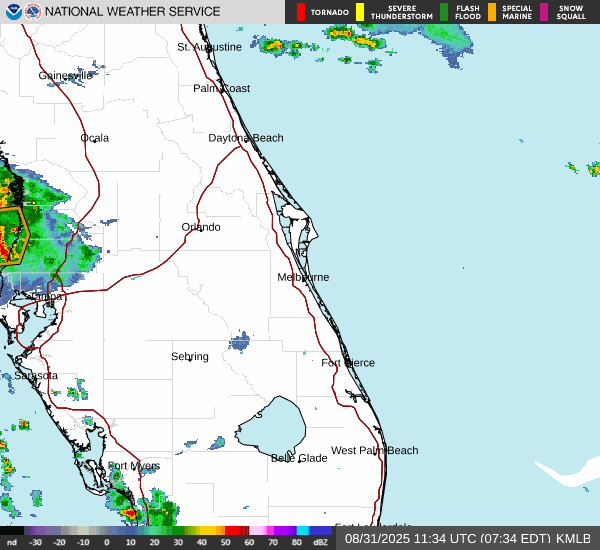 NATIONAL WEATHER SERVICE
TORNADO
SEVERE THUNDERSTORM
FLASH FLOOD
SPECIAL MARINE
SNOW SQUALL
St. Augustine
Gainesville
Palm Coast
Ocala
Daytona Beach
Orlando
Melbourne
Tampa
Sebring
Fort Pierce
Sarasota
West Palm Beach
Belle Glade
Fort Myers
Fort Lauderdale
nd -30 -20 -10 0 10 20 30 40 50 60 70 80 dBZ
08/31/2025 11:34 UTC (07:34 EDT) KMLB